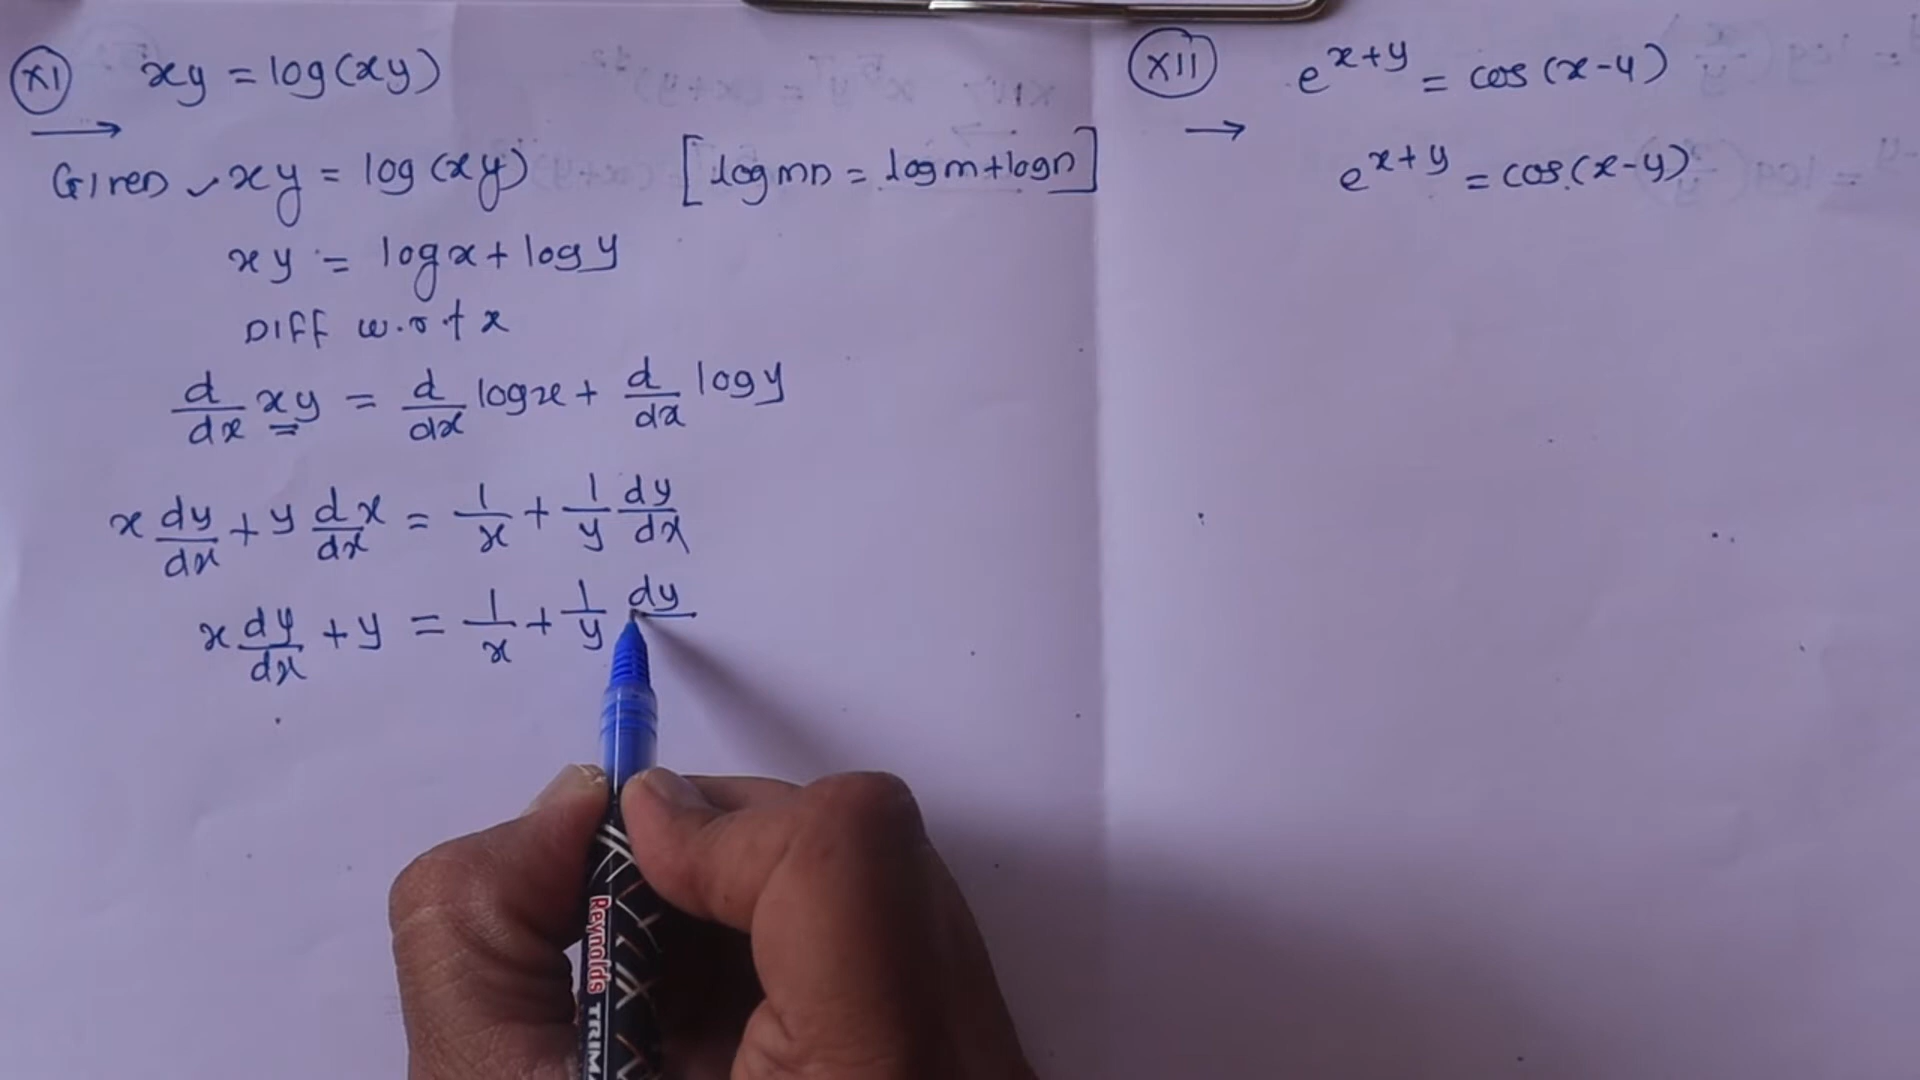 XI xy = log(xy)
Given xy = log(xy) [log mn = log m + log n]
xy = log x + log y
Diff w.r.t x
d/dx xy = d/dx log x + d/dx log y
x dy/dx + y dx/dx = 1/x + 1/y dy/dx
x dy/dx + y = 1/x + 1/y dy
XII e^x+y = cos(x-y)
e^x+y = cos(x-y)
Reynolds TRIMA